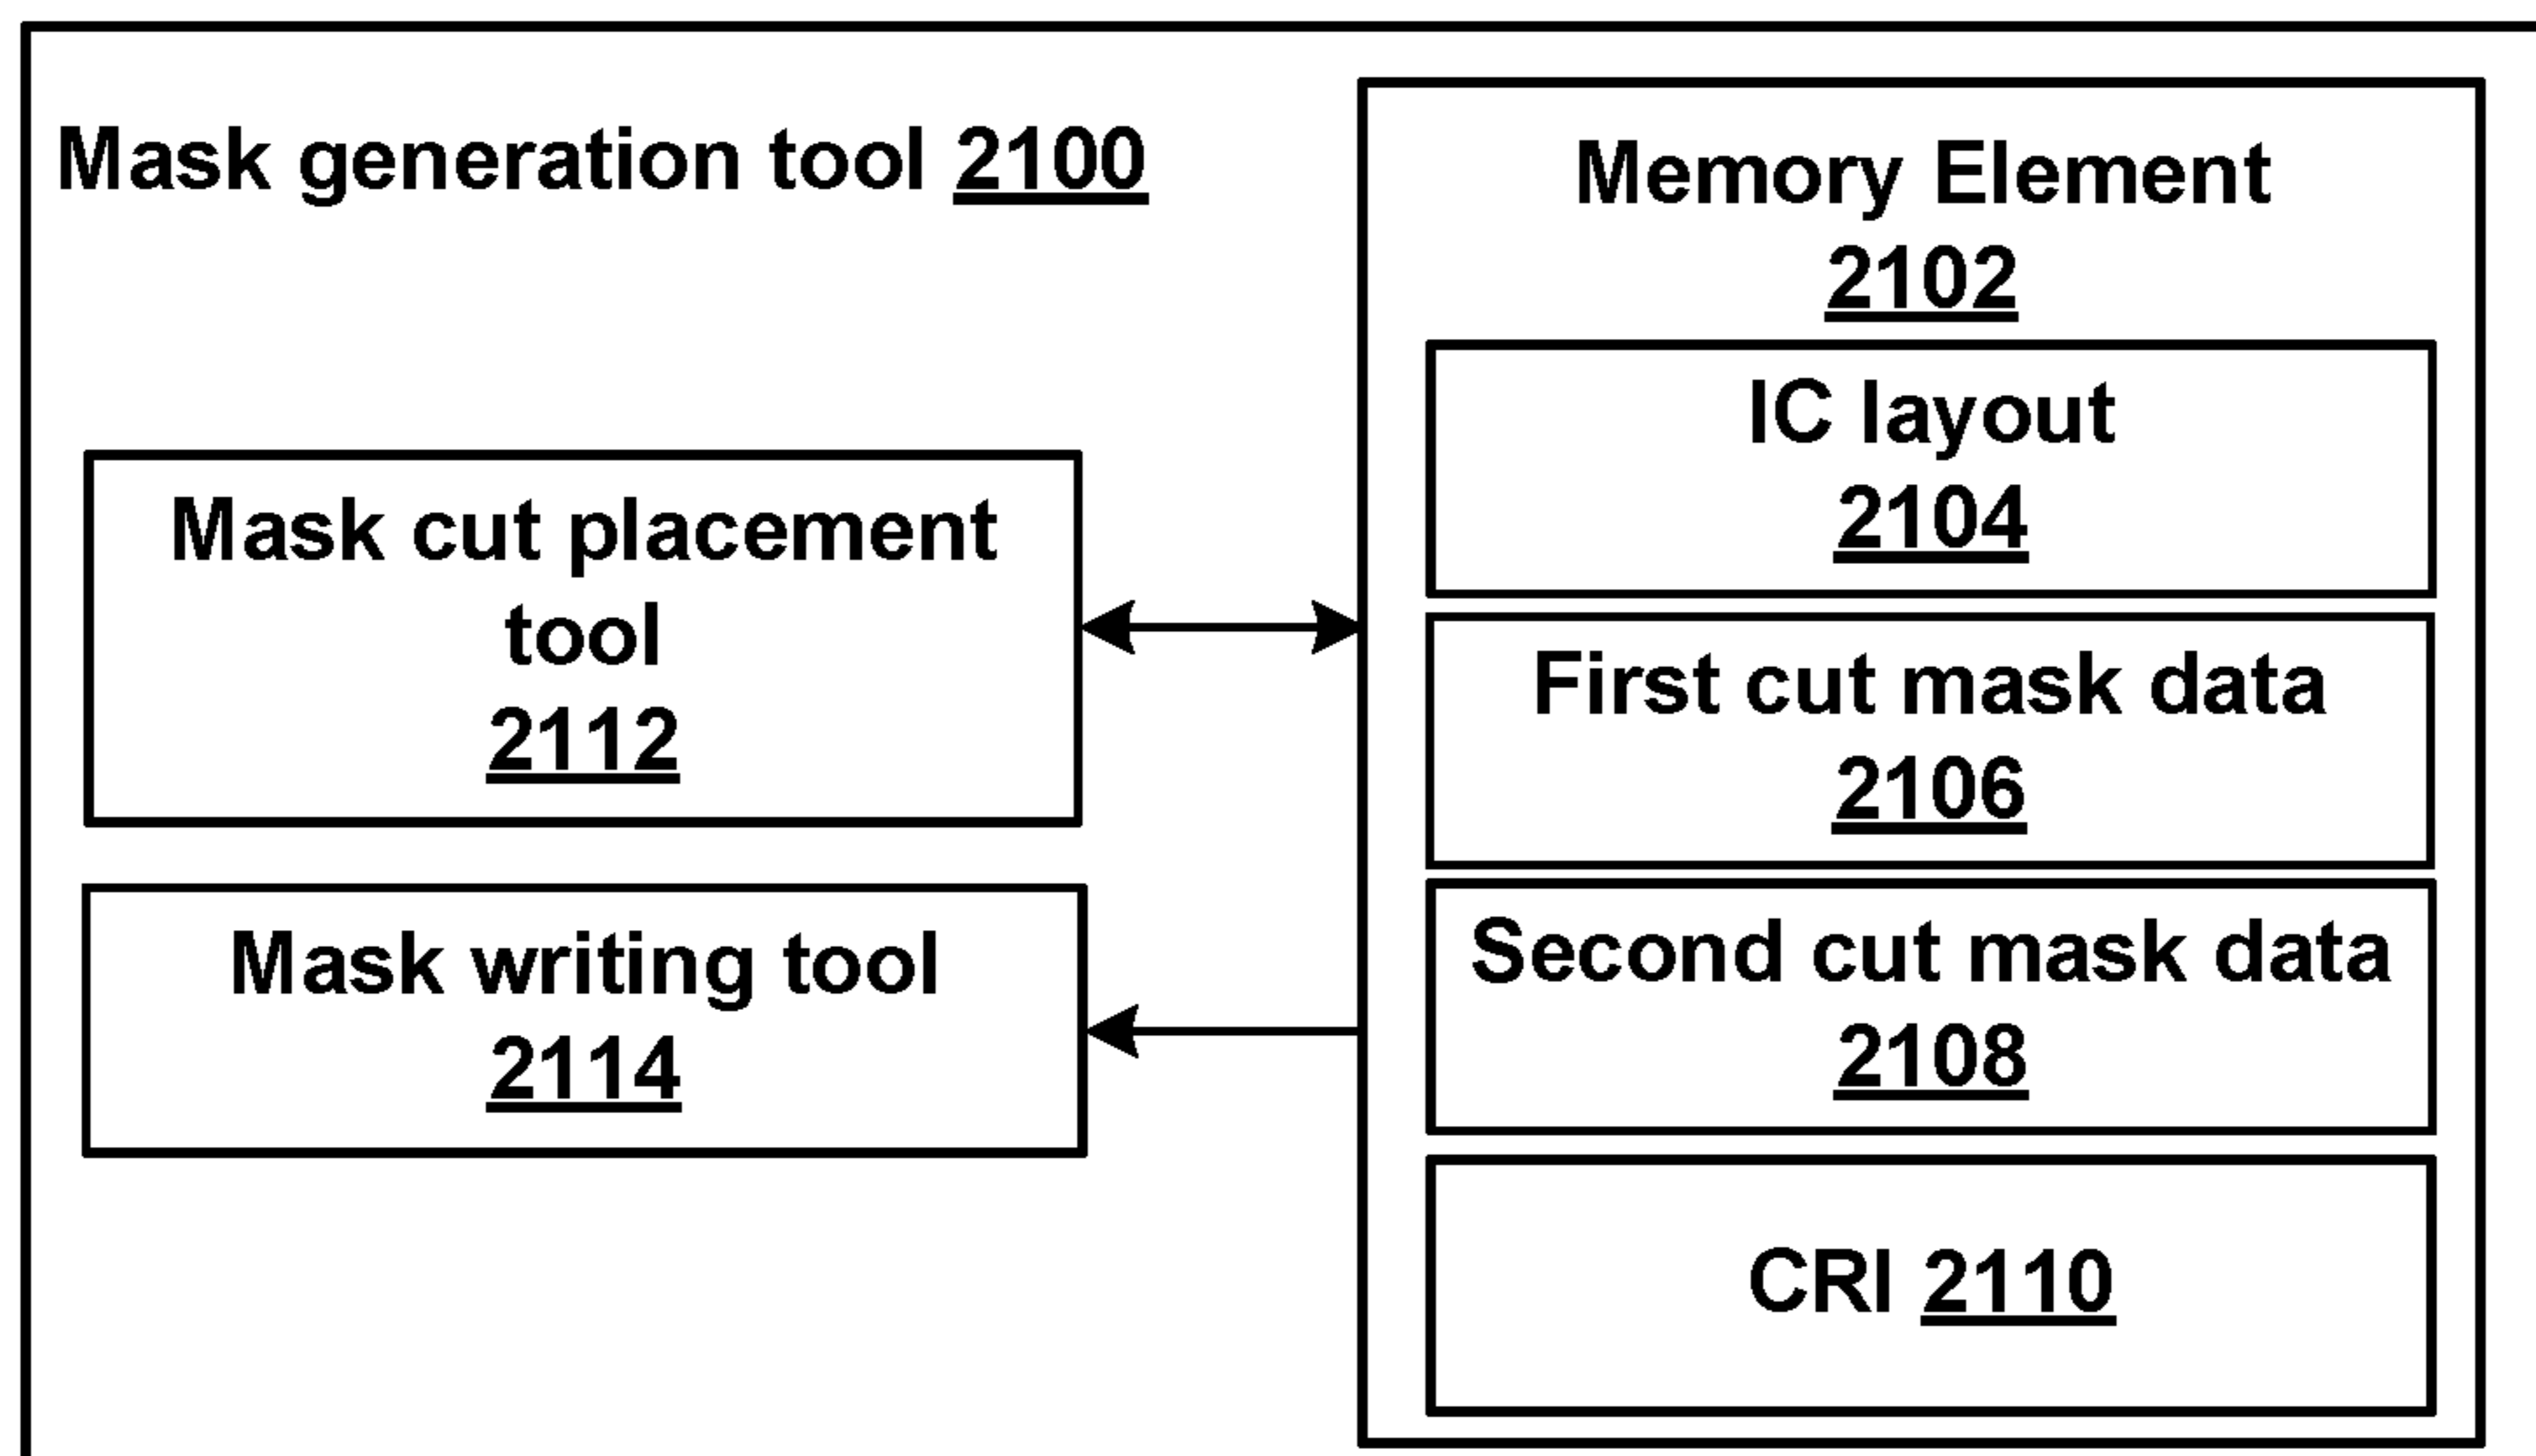 Mask generation tool 2100
Memory Element
2102
IC layout
2104
First cut mask data
2106
Second cut mask data
2108
CRI 2110
Mask cut placement
tool
2112
Mask writing tool
2114